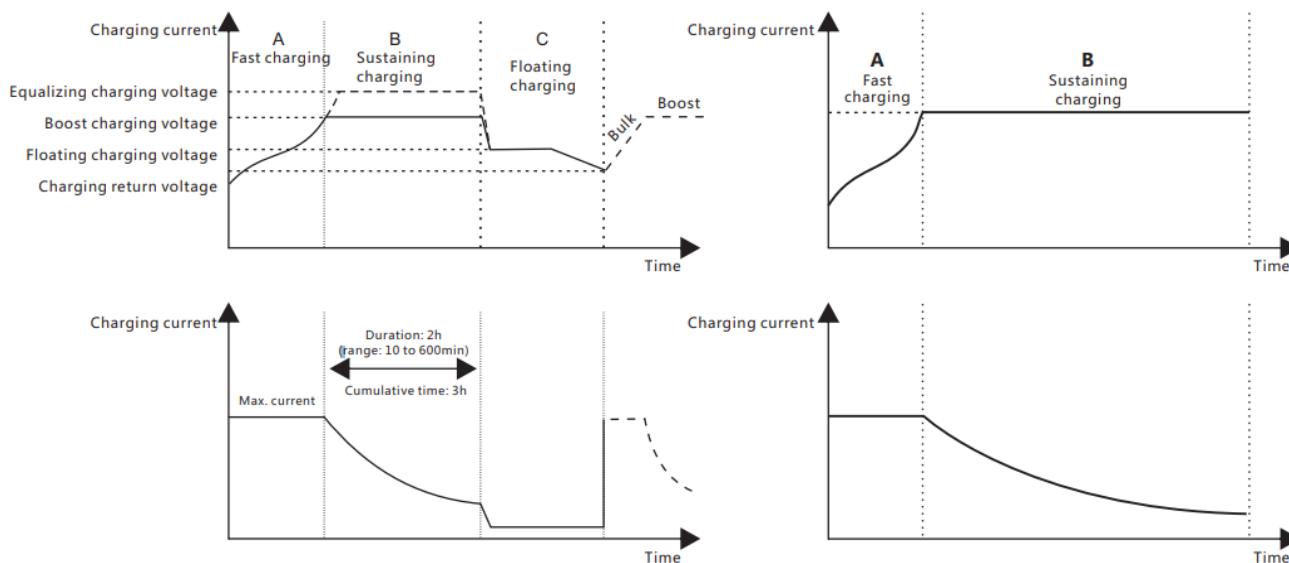 Charging current
A
Fast charging
B
Sustaining
charging
C
Floating
charging
Equalizing charging voltage
Boost charging voltage
Floating charging voltage
Charging return voltage
Bulk
Boost
Time
Charging current
A
Fast
charging
B
Sustaining
charging
Time
Charging current
Duration: 2h
(range: 10 to 600min)
Cumulative time: 3h
Max. current
Time
Charging current
Time